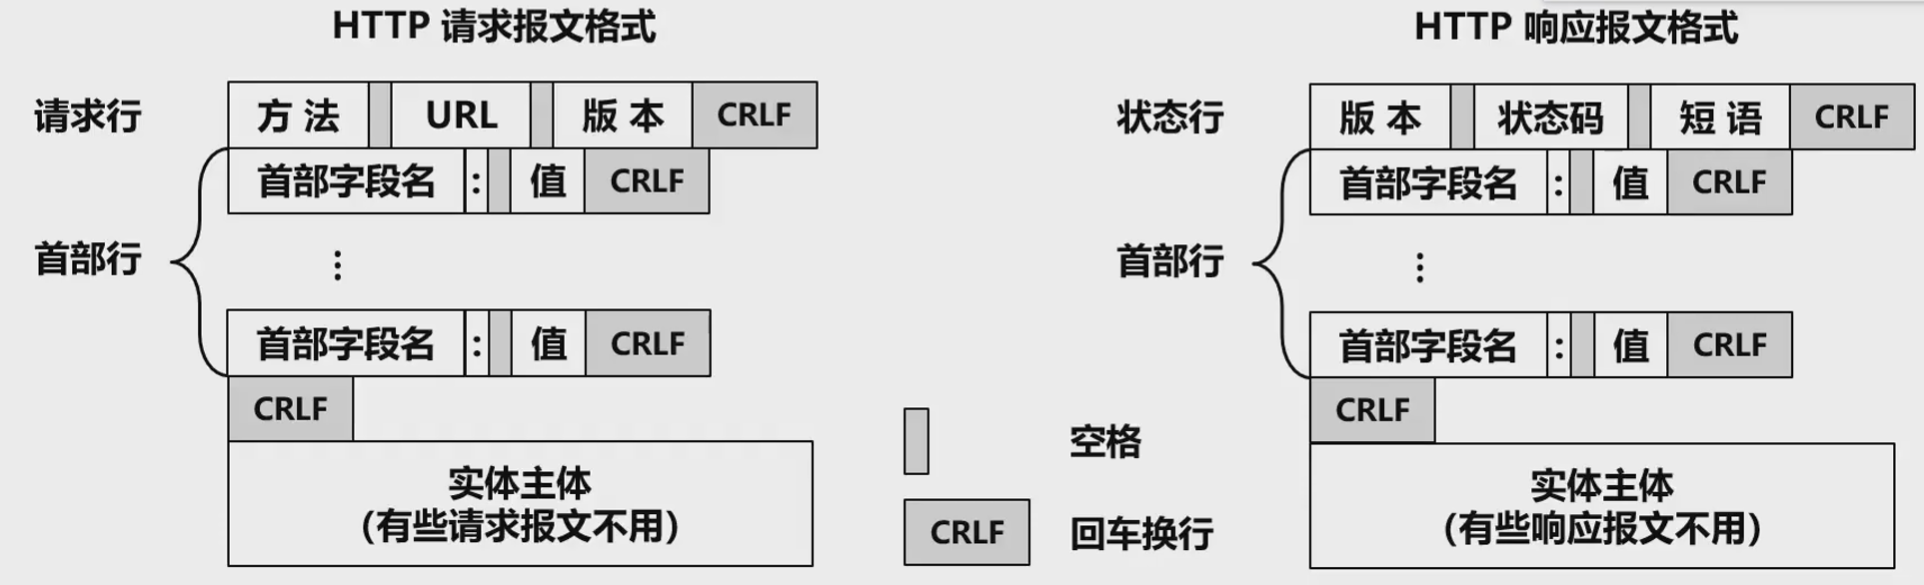 HTTP 请求报文格式
请求行
方 法 URL 版 本 CRLF
首部字段名 : 值 CRLF
首部行
⋮
首部字段名 : 值 CRLF
CRLF
实体主体
（有些请求报文不用）
空格
CRLF 回车换行
HTTP 响应报文格式
状态行
版 本 状态码 短 语 CRLF
首部字段名 : 值 CRLF
首部行
⋮
首部字段名 : 值 CRLF
CRLF
实体主体
（有些响应报文不用）